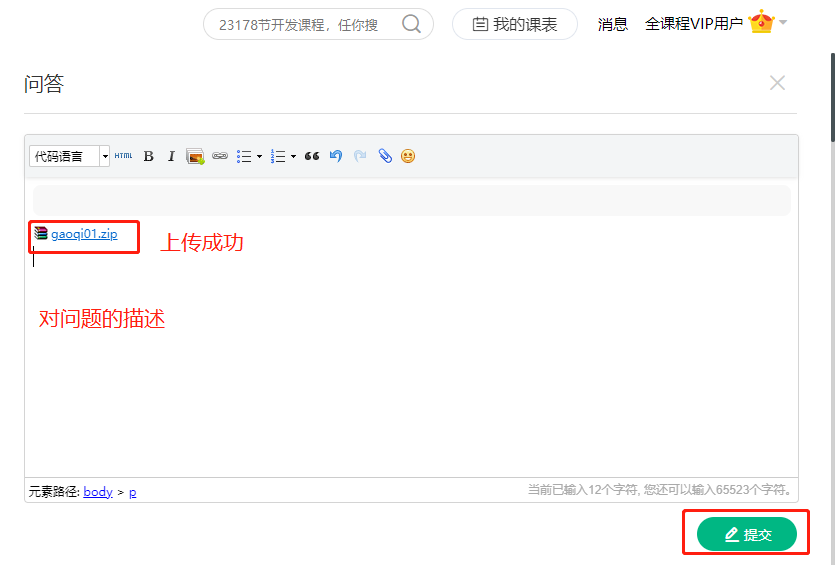 23178节开发课程，任你搜
我的课表
消息
全课程VIP用户
问答
代码语言 HTML B I
gaoqi01.zip
上传成功
对问题的描述
元素路径: body > p
当前已输入12个字符, 您还可以输入65523个字符。
提交